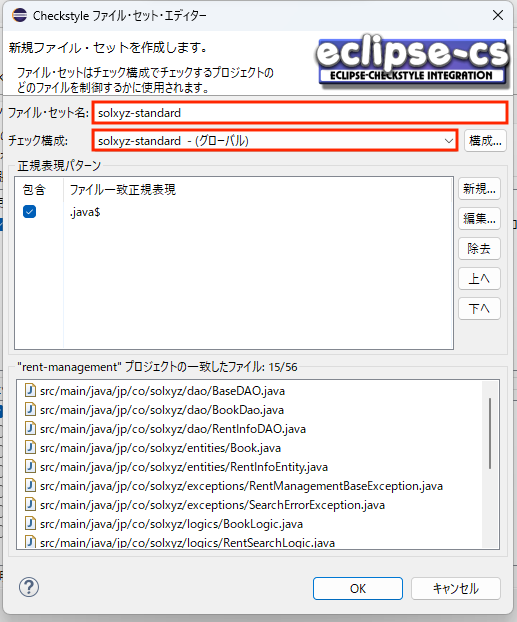 Checkstyle ファイル・セット・エディター
新規ファイル・セットを作成します。
ファイル・セットはチェック構成でチェックするプロジェクトの
どのファイルを制御するかに使用されます。
eclipse-cs
ECLIPSE-CHECKSTYLE INTEGRATION
ファイル・セット名: solxyz-standard
チェック構成: solxyz-standard - (グローバル) 構成...
正規表現パターン
包含 ファイル一致正規表現 新規...
.java$
編集...
除去
上へ
下へ
"rent-management" プロジェクトの一致したファイル: 15/56
src/main/java/jp/co/solxyz/dao/BaseDAO.java
src/main/java/jp/co/solxyz/dao/BookDao.java
src/main/java/jp/co/solxyz/dao/RentInfoDAO.java
src/main/java/jp/co/solxyz/entities/Book.java
src/main/java/jp/co/solxyz/entities/RentInfoEntity.java
src/main/java/jp/co/solxyz/exceptions/RentManagementBaseException.java
src/main/java/jp/co/solxyz/exceptions/SearchErrorException.java
src/main/java/jp/co/solxyz/logics/BookLogic.java
src/main/java/jp/co/solxyz/logics/RentSearchLogic.java
? OK キャンセル